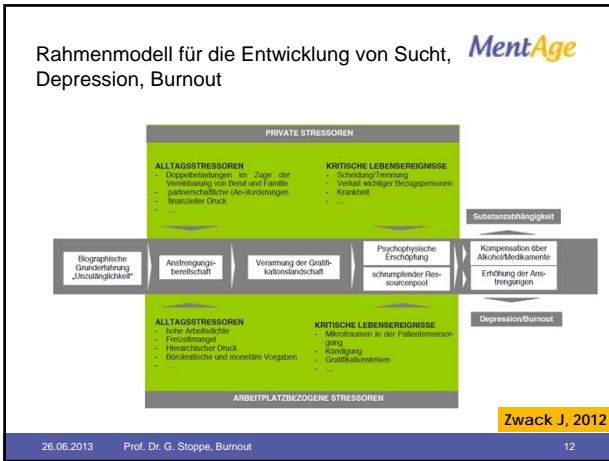 Rahmenmodell für die Entwicklung von Sucht,
Depression, Burnout
MentAge
PRIVATE STRESSOREN
ALLTAGSSTRESSOREN
- Doppelbelastungen im Zuge der
Vereinbarung von Beruf und Familie
- partnerschaftliche (An-)forderungen
- finanzieller Druck
- ...
KRITISCHE LEBENSEREIGNISSE
- Scheidung/Trennung
- Verlust wichtiger Bezugspersonen
- Krankheit
- ...
Substanzabhängigkeit
Biographische
Grunderfahrung
„Unzulänglichkeit“
Anstrengungs-
bereitschaft
Verarmung der Gratifi-
kationslandschaft
Psychophysische
Erschöpfung
schrumpfender Res-
sourcenpool
Kompensation über
Alkohol/Medikamente
Erhöhung der Ans-
trengungen
Depression/Burnout
ALLTAGSSTRESSOREN
- hohe Arbeitsdichte
- Freizeitmangel
- Hierarchischer Druck
- Bürokratische und monetäre Vorgaben
- ...
KRITISCHE LEBENSEREIGNISSE
- Mikrotraumen in der Patientenversor-
gung
- Kündigung
- Gratifikationskrisen
- ...
ARBEITPLATZBEZOGENE STRESSOREN
Zwack J, 2012
26.06.2013 Prof. Dr. G. Stoppe, Burnout 12